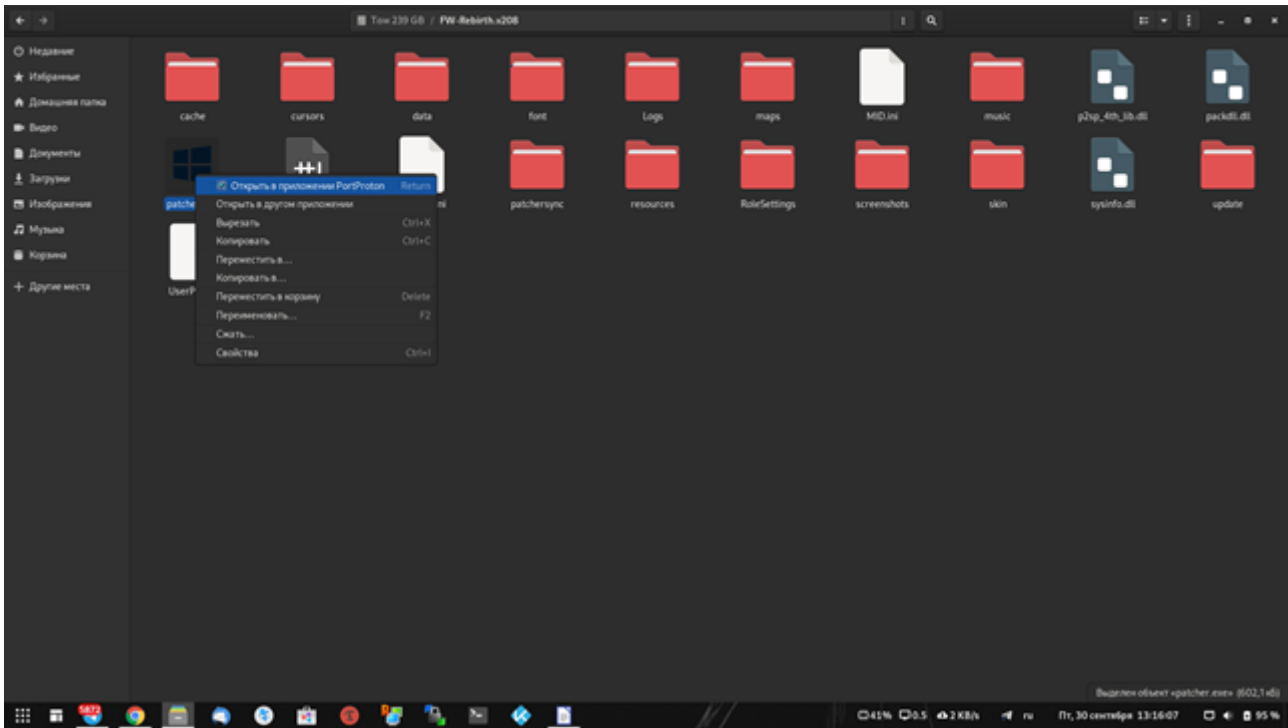 Том 239 GB / FW-Rebirth.x208
Недавние
Избранные
Домашняя папка
Видео
Документы
Загрузки
Изображения
Музыка
Корзина
Другие места
cache
cursors
data
font
Logs
maps
MID.ini
music
p2sp_4th_lib.dll
packdll.dll
patche
ni
patchersync
resources
RoleSettings
screenshots
skin
sysinfo.dll
update
UserP
Открыть в приложении PortProton Return
Открыть в другом приложении
Вырезать Ctrl+X
Копировать Ctrl+C
Переместить в...
Копировать в...
Переместить в корзину Delete
Переименовать... F2
Сжать...
Свойства Ctrl+I
Выделен объект «patcher.exe» (602,1 кБ)
5872
41% 0.5 2 KB/s ru Пт, 30 сентября 13:16:07 95 %